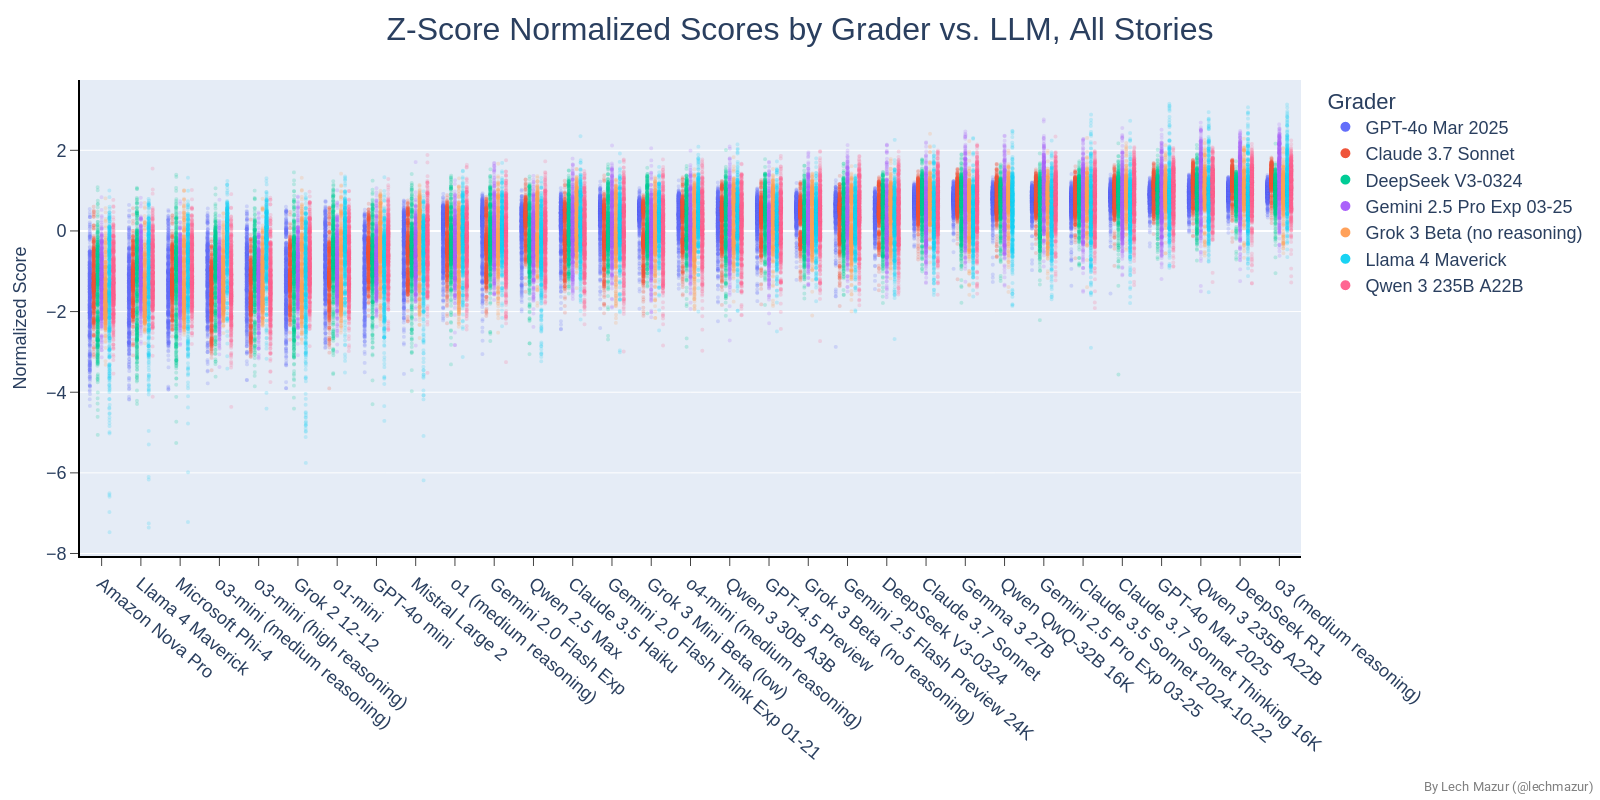 Z-Score Normalized Scores by Grader vs. LLM, All Stories
Normalized Score
2
0
−2
−4
−6
−8
Amazon Nova Pro
Llama 4 Maverick
Microsoft Phi-4
o3-mini (medium reasoning)
o3-mini (high reasoning)
Grok 2 12-12
o1-mini
GPT-4o mini
Mistral Large 2
o1 (medium reasoning)
Gemini 2.0 Flash Exp
Qwen 2.5 Max
Claude 3.5 Haiku
Gemini 2.0 Flash Think Exp 01-21
Grok 3 Mini Beta (low)
o4-mini (medium reasoning)
Qwen 3 30B A3B
GPT-4.5 Preview
Grok 3 Beta (no reasoning)
Gemini 2.5 Flash Preview 24K
DeepSeek V3-0324
Claude 3.7 Sonnet
Gemma 3 27B
Qwen QwQ-32B 16K
Gemini 2.5 Pro Exp 03-25
Claude 3.5 Sonnet 2024-10-22
Claude 3.7 Sonnet Thinking 16K
GPT-4o Mar 2025
Qwen 3 235B A22B
DeepSeek R1
o3 (medium reasoning)
Grader
GPT-4o Mar 2025
Claude 3.7 Sonnet
DeepSeek V3-0324
Gemini 2.5 Pro Exp 03-25
Grok 3 Beta (no reasoning)
Llama 4 Maverick
Qwen 3 235B A22B
By Lech Mazur (@lechmazur)